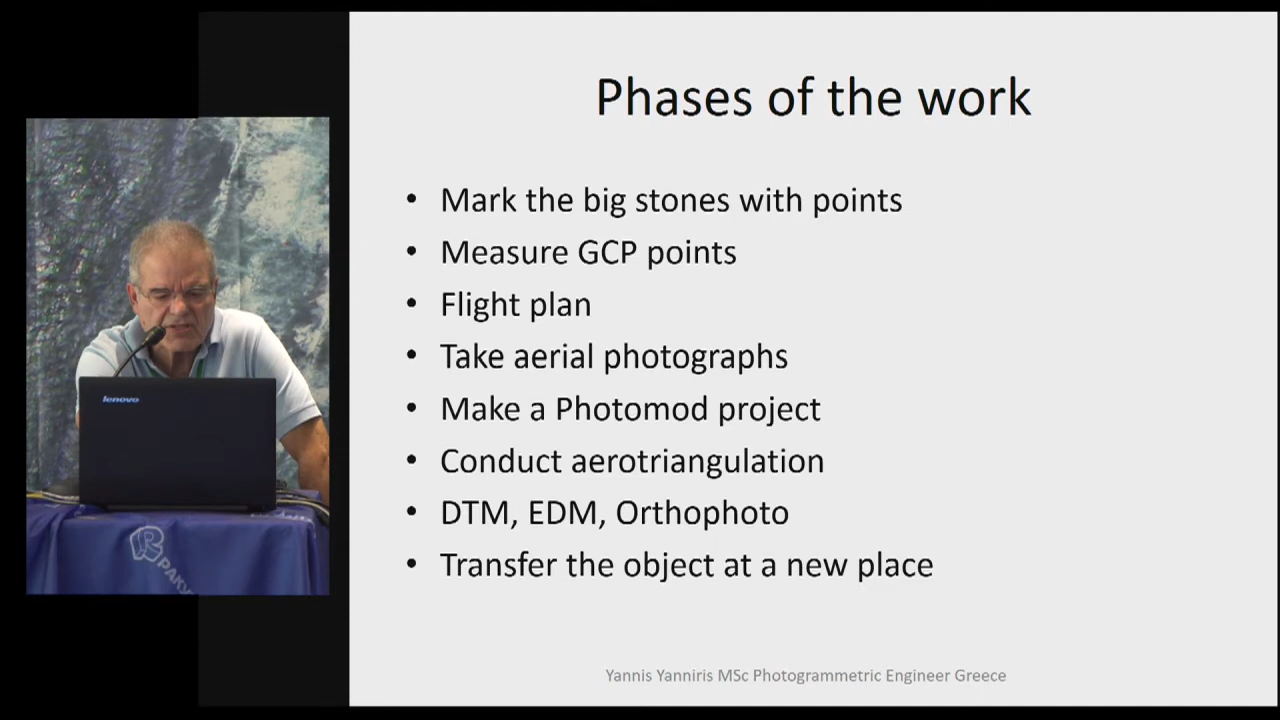 Phases of the work
• Mark the big stones with points
• Measure GCP points
• Flight plan
• Take aerial photographs
• Make a Photomod project
• Conduct aerotriangulation
• DTM, EDM, Orthophoto
• Transfer the object at a new place
Yannis Yanniris MSc Photogrammetric Engineer Greece
lenovo